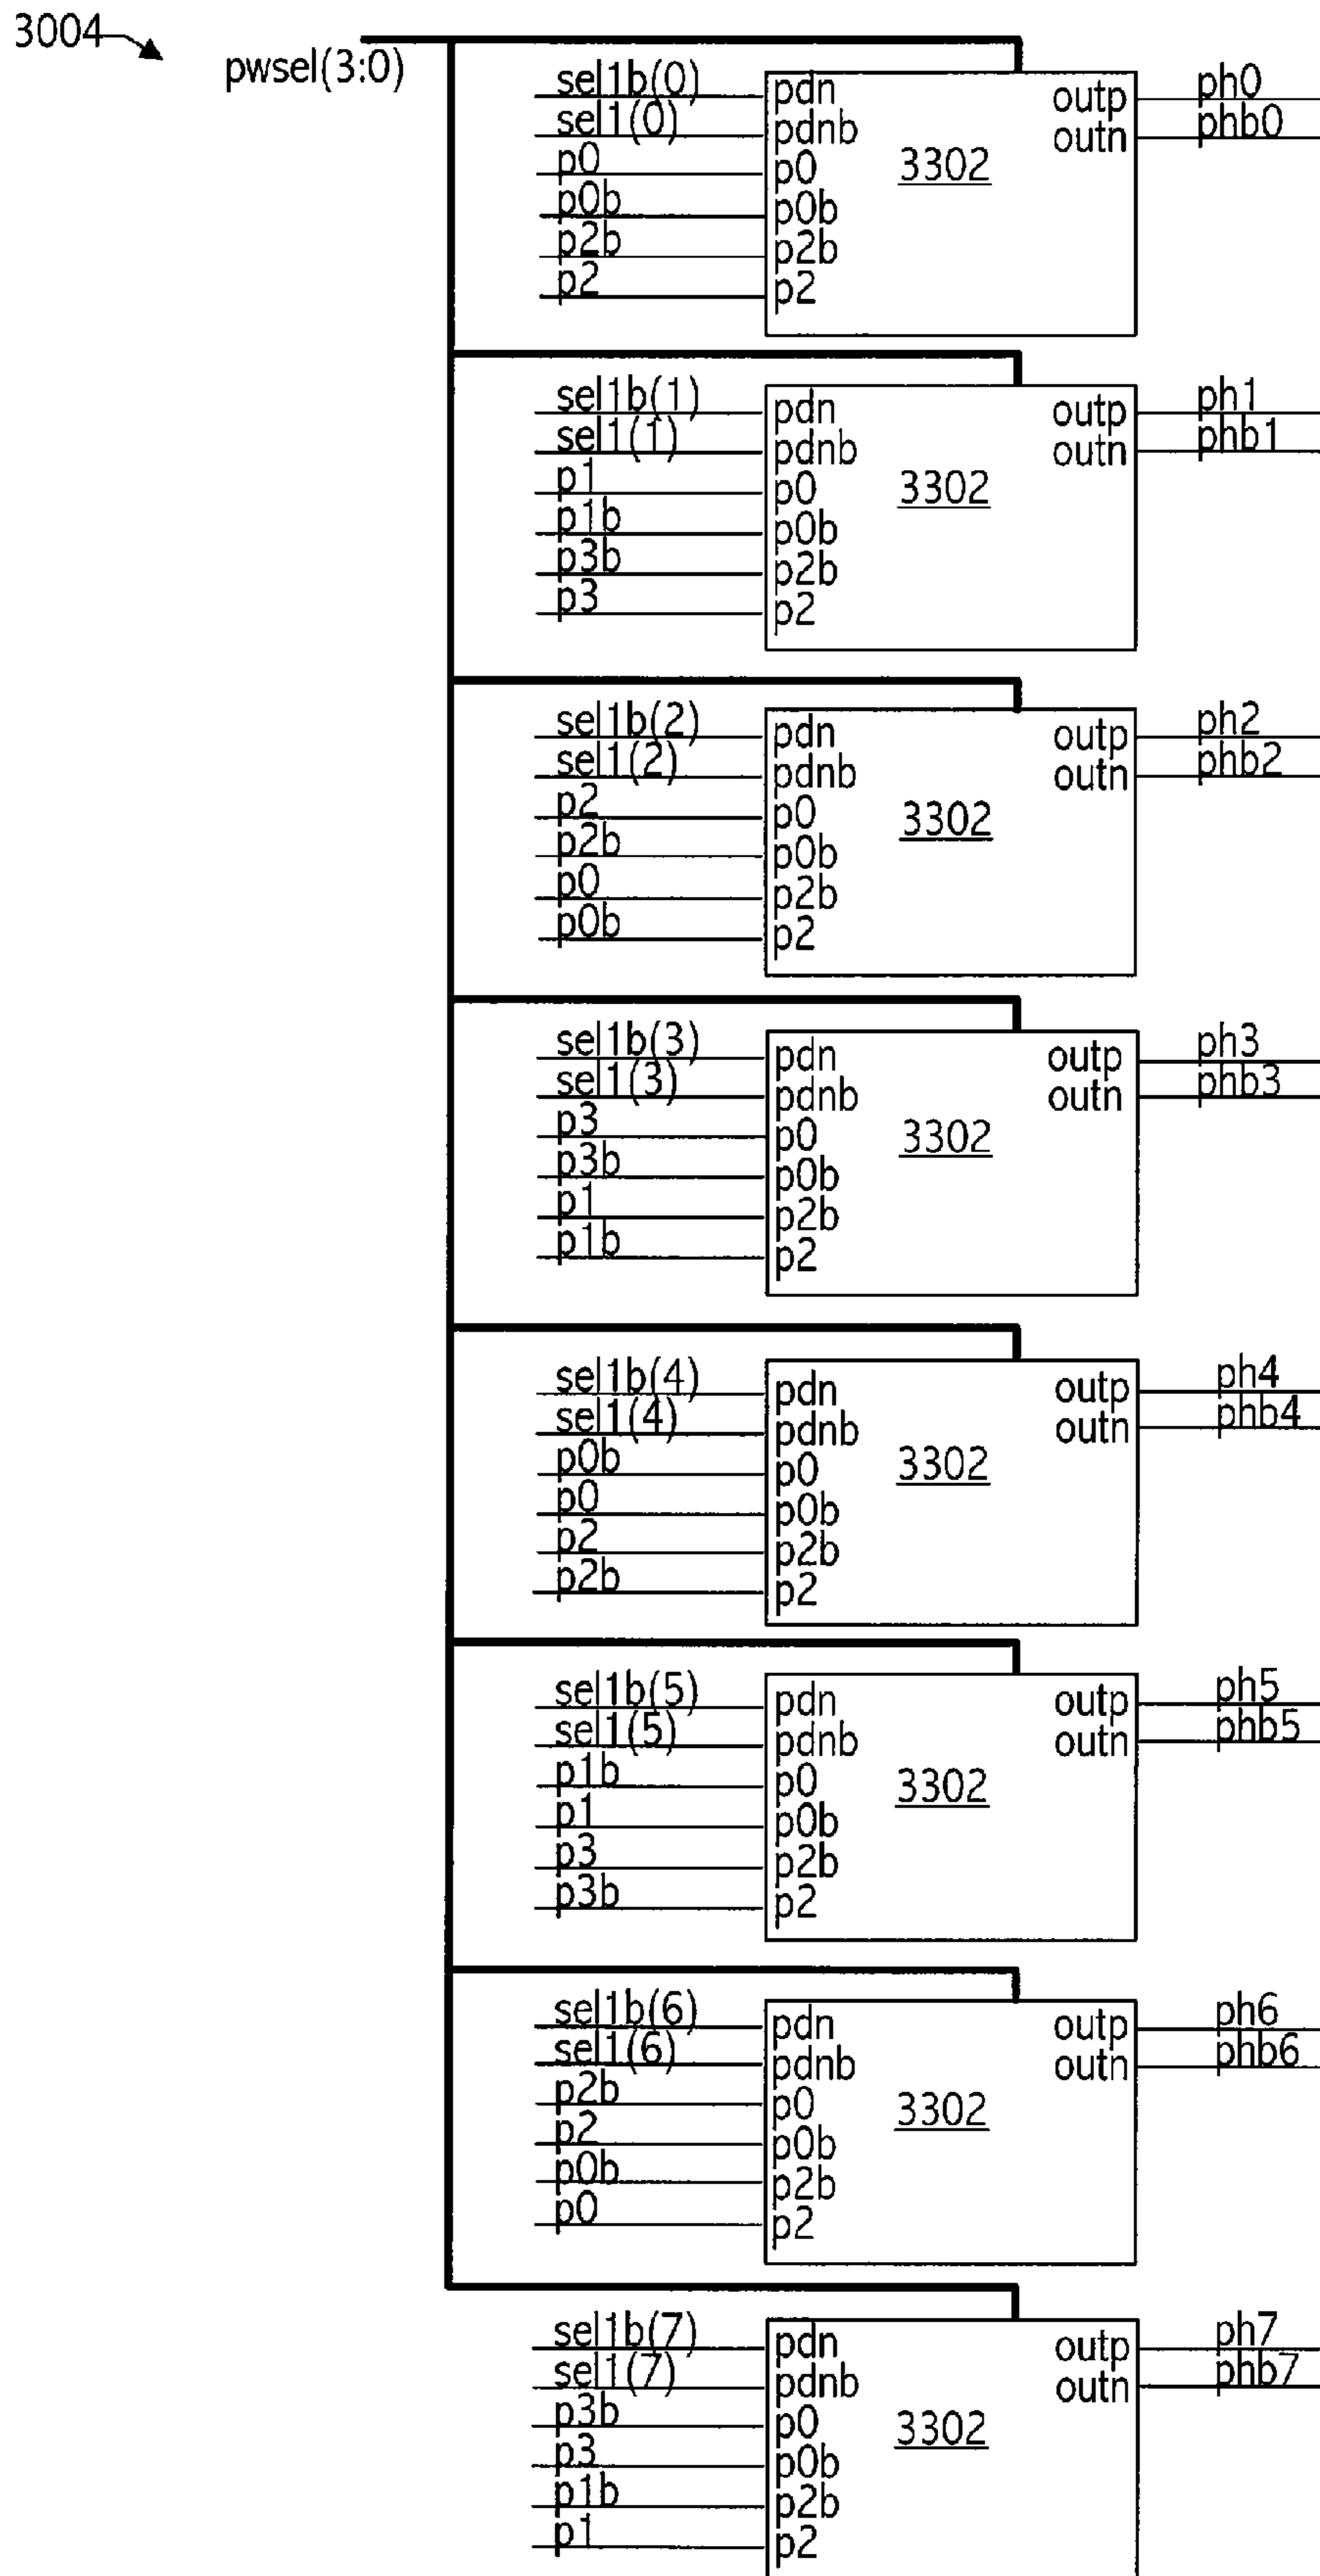 3004
pwsel(3:0)
sel1b(0) pdn outp ph0
sel1(0) pdnb outn phb0
p0 p0 3302
p0b p0b
p2b p2b
p2 p2
sel1b(1) pdn outp ph1
sel1(1) pdnb outn phb1
p1 p0 3302
p1b p0b
p3b p2b
p3 p2
sel1b(2) pdn outp ph2
sel1(2) pdnb outn phb2
p2 p0 3302
p2b p0b
p0 p2b
p0b p2
sel1b(3) pdn outp ph3
sel1(3) pdnb outn phb3
p3 p0 3302
p3b p0b
p1 p2b
p1b p2
sel1b(4) pdn outp ph4
sel1(4) pdnb outn phb4
p0b p0 3302
p0 p0b
p2 p2b
p2b p2
sel1b(5) pdn outp ph5
sel1(5) pdnb outn phb5
p1b p0 3302
p1 p0b
p3 p2b
p3b p2
sel1b(6) pdn outp ph6
sel1(6) pdnb outn phb6
p2b p0 3302
p2 p0b
p0b p2b
p0 p2
sel1b(7) pdn outp ph7
sel1(7) pdnb outn phb7
p3b p0 3302
p3 p0b
p1b p2b
p1 p2